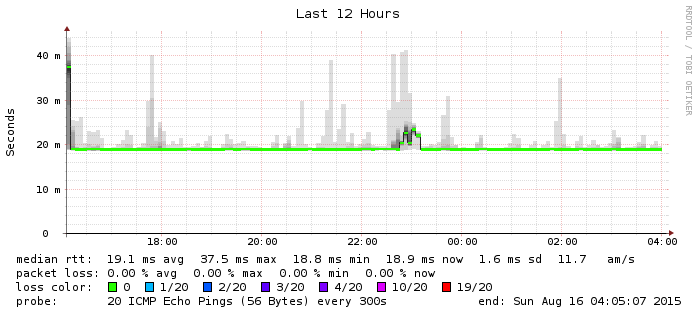 Last 12 Hours
RRDTOOL / TOBI OETIKER
Seconds
40 m
30 m
20 m
10 m
0
18:00 20:00 22:00 00:00 02:00 04:00
median rtt: 19.1 ms avg 37.5 ms max 18.8 ms min 18.9 ms now 1.6 ms sd 11.7 am/s
packet loss: 0.00 % avg 0.00 % max 0.00 % min 0.00 % now
loss color: 0 1/20 2/20 3/20 4/20 10/20 19/20
probe: 20 ICMP Echo Pings (56 Bytes) every 300s end: Sun Aug 16 04:05:07 2015